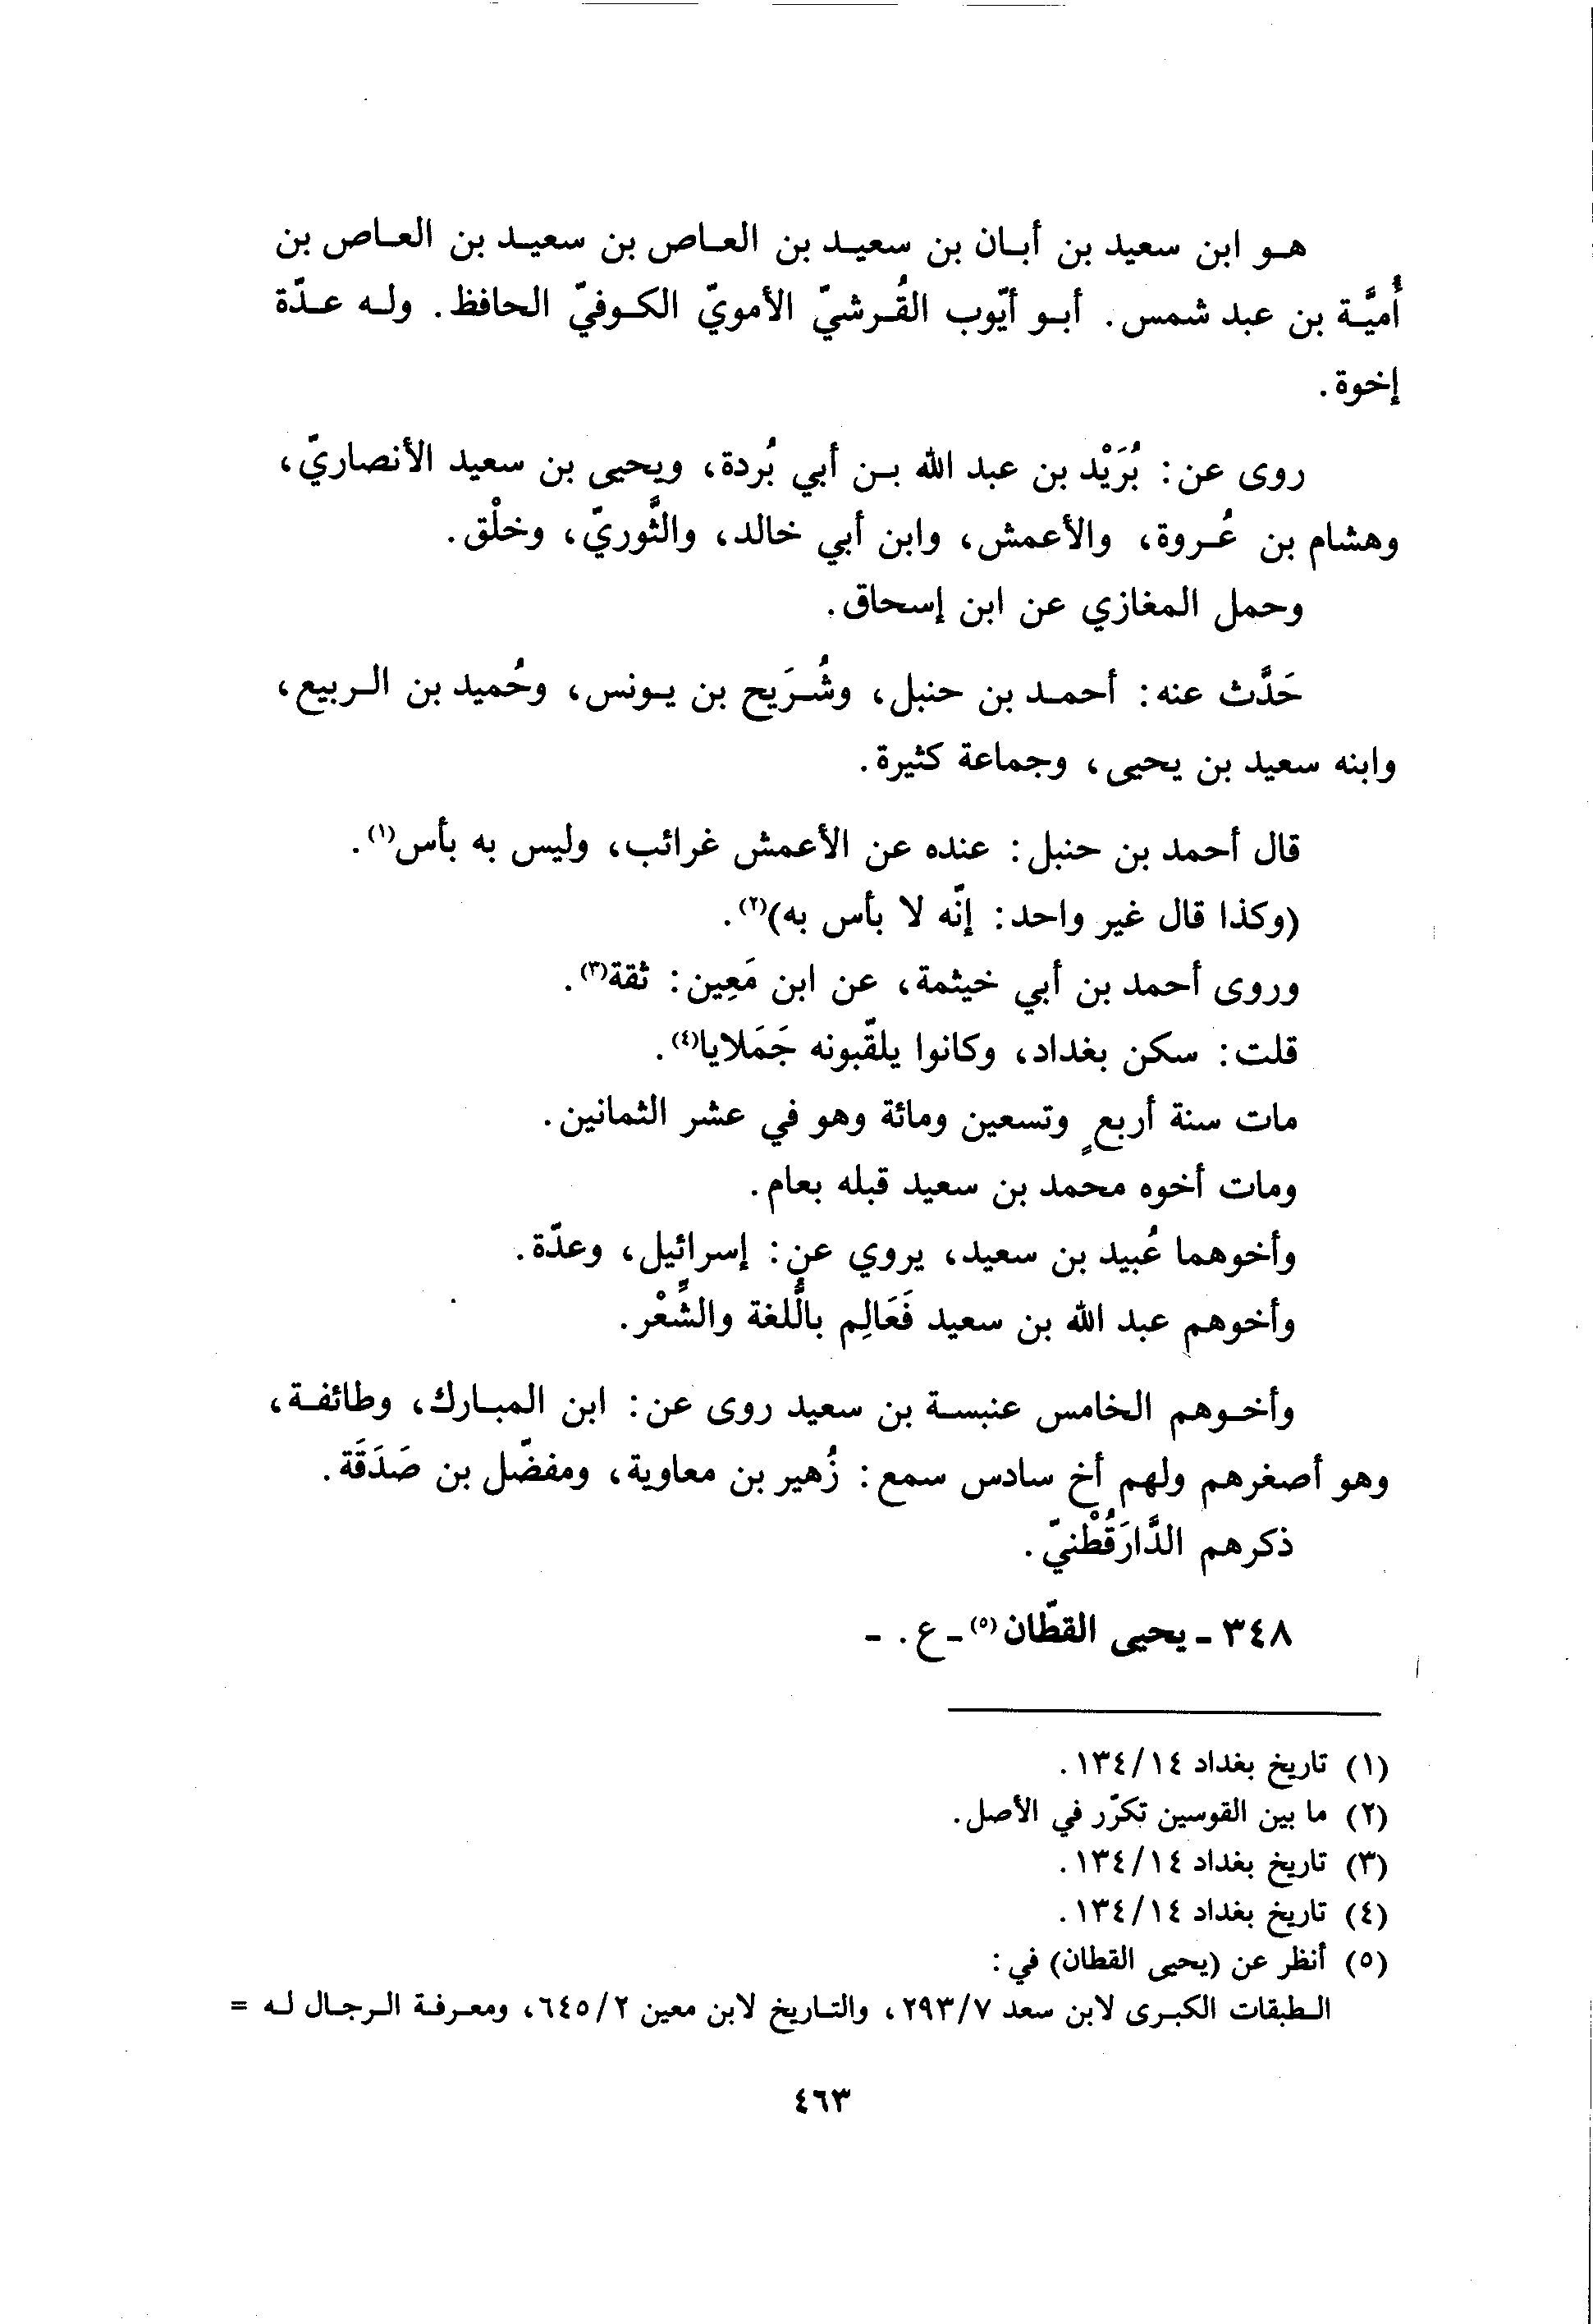 هو ابن سعيد بن أبان بن سعيد بن العاص بن سعيد بن العاص بن
أُميَّة بن عبد شمس. أبو أيّوب القُرشيّ الأمويّ الكوفيّ الحافظ. وله عدّة
إخوة.
روى عن: بُرَيْد بن عبد الله بن أبي بُردة، ويحيى بن سعيد الأنصاريّ،
وهشام بن عُروة، والأعمش، وابن أبي خالد، والثَّوريّ، وخلْق.
وحمل المغازي عن ابن إسحاق.
حَدَّث عنه: أحمد بن حنبل، وشُرَيح بن يونس، وحُميد بن الربيع،
وابنه سعيد بن يحيى، وجماعة كثيرة.
قال أحمد بن حنبل: عنده عن الأعمش غرائب، وليس به بأس(١).
(وكذا قال غير واحد: إنّه لا بأس به)(٢).
وروى أحمد بن أبي خيثمة، عن ابن مَعِين: ثقة(٣).
قلت: سكن بغداد، وكانوا يلقّبونه جَمَلايا(٤).
مات سنة أربعٍ وتسعين ومائة وهو في عشر الثمانين.
ومات أخوه محمد بن سعيد قبله بعام.
وأخوهما عُبيد بن سعيد، يروي عن: إسرائيل، وعدّة.
وأخوهم عبد الله بن سعيد فَعَالِم باللُّغة والشِّعْر.
وأخوهم الخامس عنبسة بن سعيد روى عن: ابن المبارك، وطائفة،
وهو أصغرهم ولهم أخ سادس سمع: زُهير بن معاوية، ومفضّل بن صَدَقَة.
ذكرهم الدَّارَقُطْنيّ.
٣٤٨ - يحيى القطّان(٥) - ع. -
(١) تاريخ بغداد ١٣٤/١٤.
(٢) ما بين القوسين تكرّر في الأصل.
(٣) تاريخ بغداد ١٣٤/١٤.
(٤) تاريخ بغداد ١٣٤/١٤.
(٥) أنظر عن (يحيى القطان) في:
الطبقات الكبرى لابن سعد ٢٩٣/٧، والتاريخ لابن معين ٦٤٥/٢، ومعرفة الرجال له =
٤٦٣